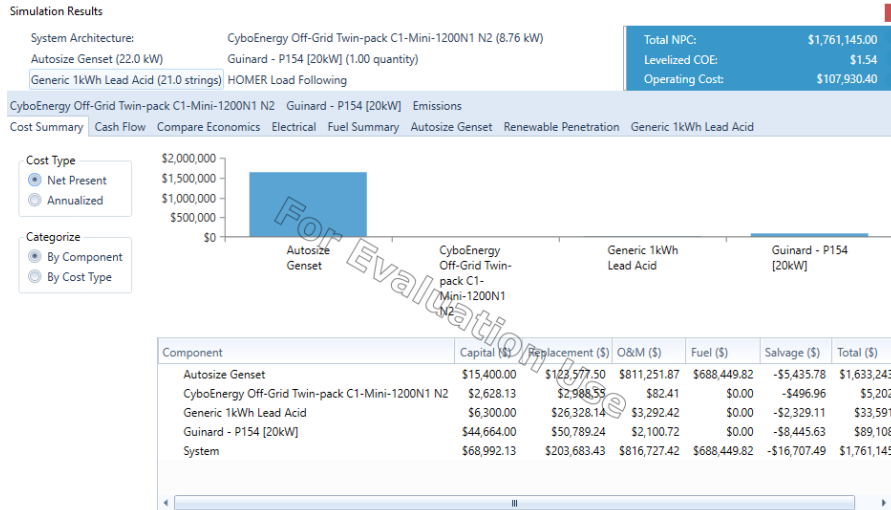 Simulation Results
System Architecture: CyboEnergy Off-Grid Twin-pack C1-Mini-1200N1 N2 (8.76 kW)
Autosize Genset (22.0 kW) Guinard - P154 [20kW] (1.00 quantity)
Generic 1kWh Lead Acid (21.0 strings) HOMER Load Following
Total NPC: $1,761,145.00
Levelized COE: $1.54
Operating Cost: $107,930.40
CyboEnergy Off-Grid Twin-pack C1-Mini-1200N1 N2 Guinard - P154 [20kW] Emissions
Cost Summary Cash Flow Compare Economics Electrical Fuel Summary Autosize Genset Renewable Penetration Generic 1kWh Lead Acid
Cost Type
Net Present
Annualized
Categorize
By Component
By Cost Type
$2,000,000
$1,500,000
$1,000,000
$500,000
$0
Autosize
Genset
CyboEnergy
Off-Grid Twin-
pack C1-
Mini-1200N1
N2
Generic 1kWh
Lead Acid
Guinard - P154
[20kW]
For Evaluation Use
Component Capital ($) Replacement ($) O&M ($) Fuel ($) Salvage ($) Total ($)
Autosize Genset $15,400.00 $123,577.50 $811,251.87 $688,449.82 -$5,435.78 $1,633,243
CyboEnergy Off-Grid Twin-pack C1-Mini-1200N1 N2 $2,628.13 $2,988.55 $82.41 $0.00 -$496.96 $5,202
Generic 1kWh Lead Acid $6,300.00 $26,328.14 $3,292.42 $0.00 -$2,329.11 $33,591
Guinard - P154 [20kW] $44,664.00 $50,789.24 $2,100.72 $0.00 -$8,445.63 $89,108
System $68,992.13 $203,683.43 $816,727.42 $688,449.82 -$16,707.49 $1,761,145